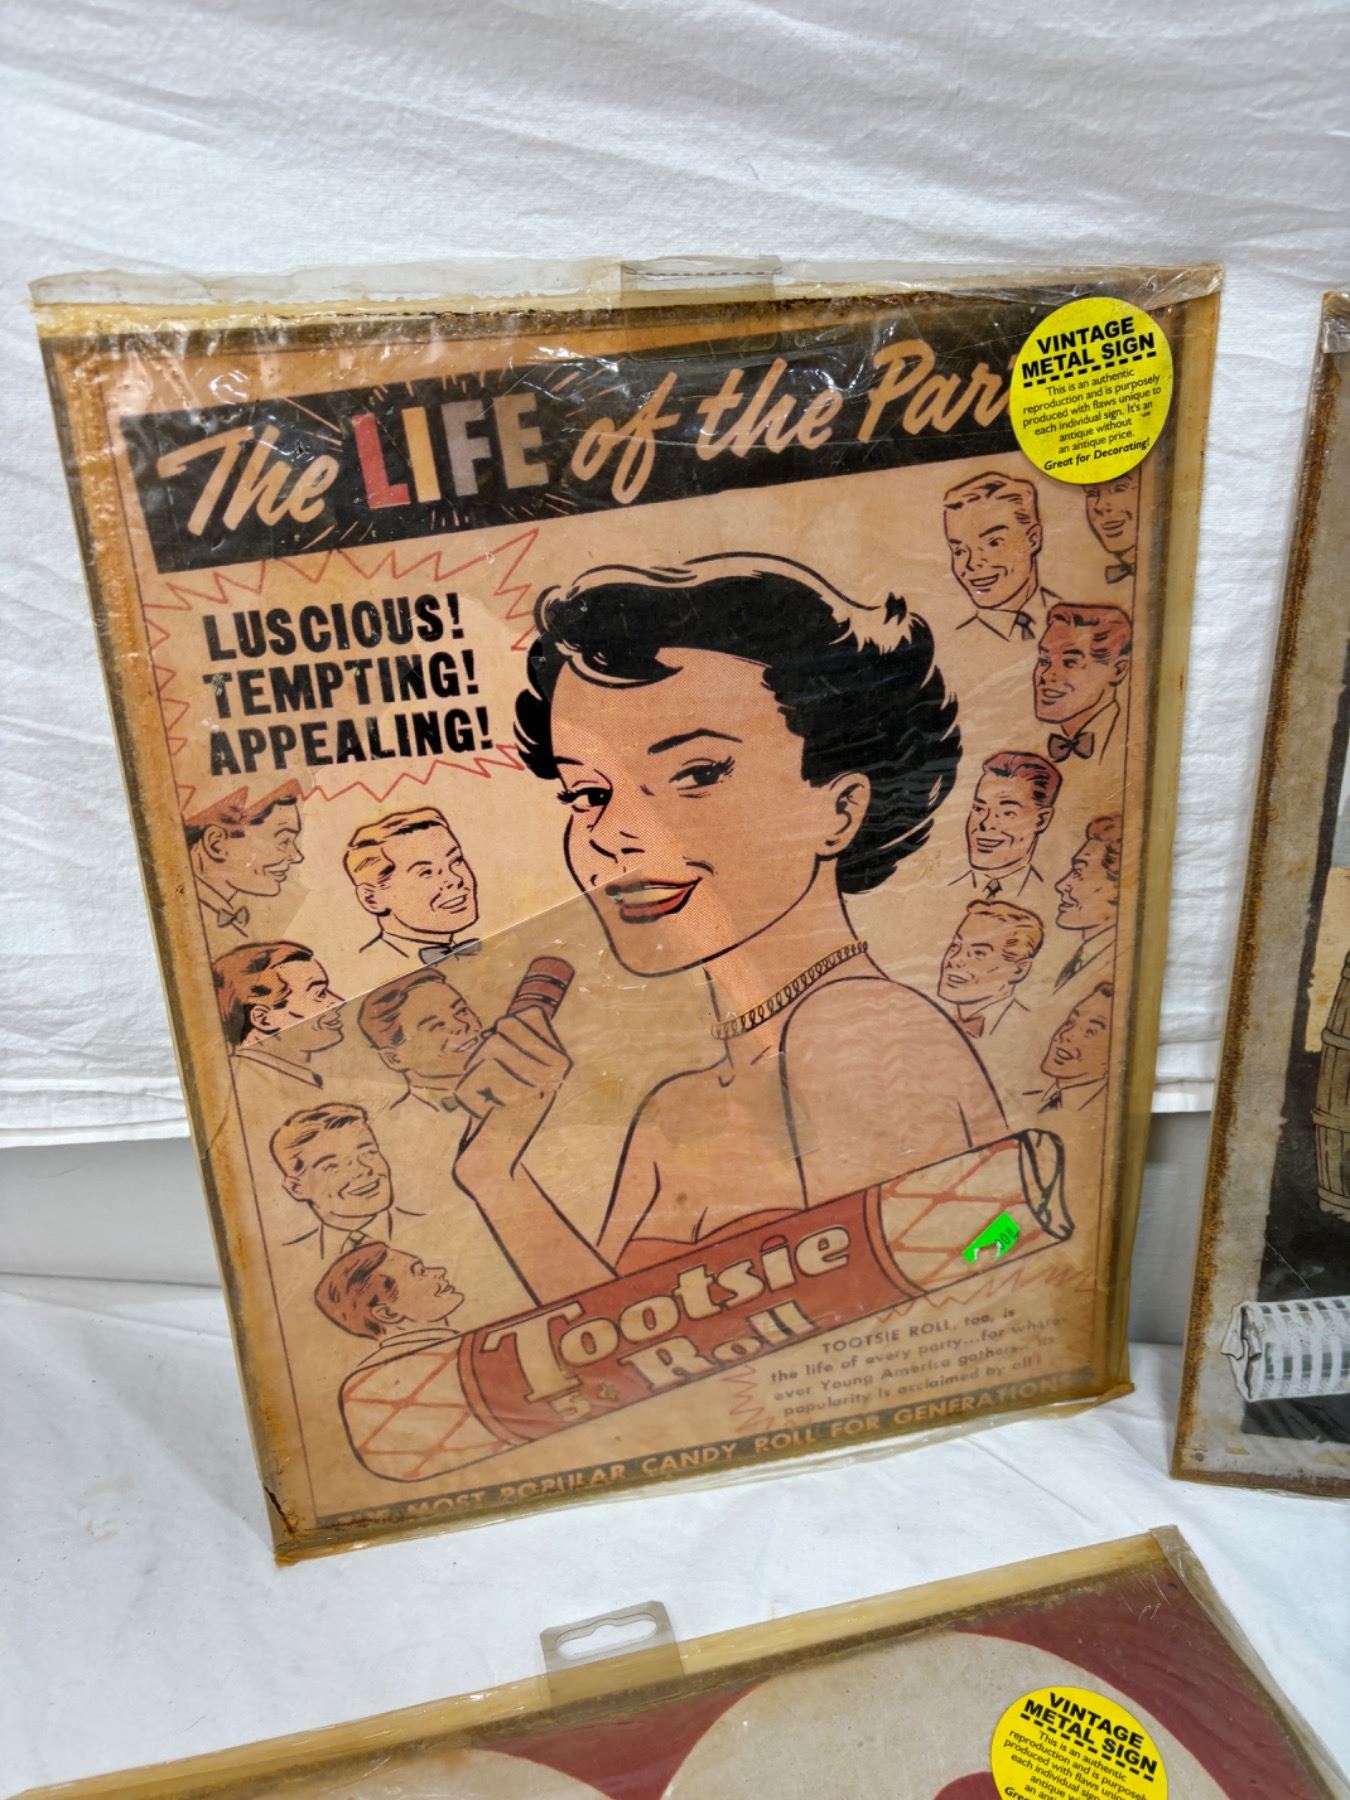 The LIFE of the Par
VINTAGE
METAL SIGN
This is an authentic
reproduction and is purposely
produced with flaws unique to
each individual sign. It's an
antique without
an antique price.
Great for Decorating!
LUSCIOUS!
TEMPTING!
APPEALING!
Tootsie
5¢ Roll
TOOTSIE ROLL, too, is
the life of every party...for where-
ever Young America gathers... its
popularity is acclaimed by all!
MOST POPULAR CANDY ROLL FOR GENERATIONS
VINTAGE
METAL SIGN
This is an authentic
reproduction and is purposely
produced with flaws
each individual
antique